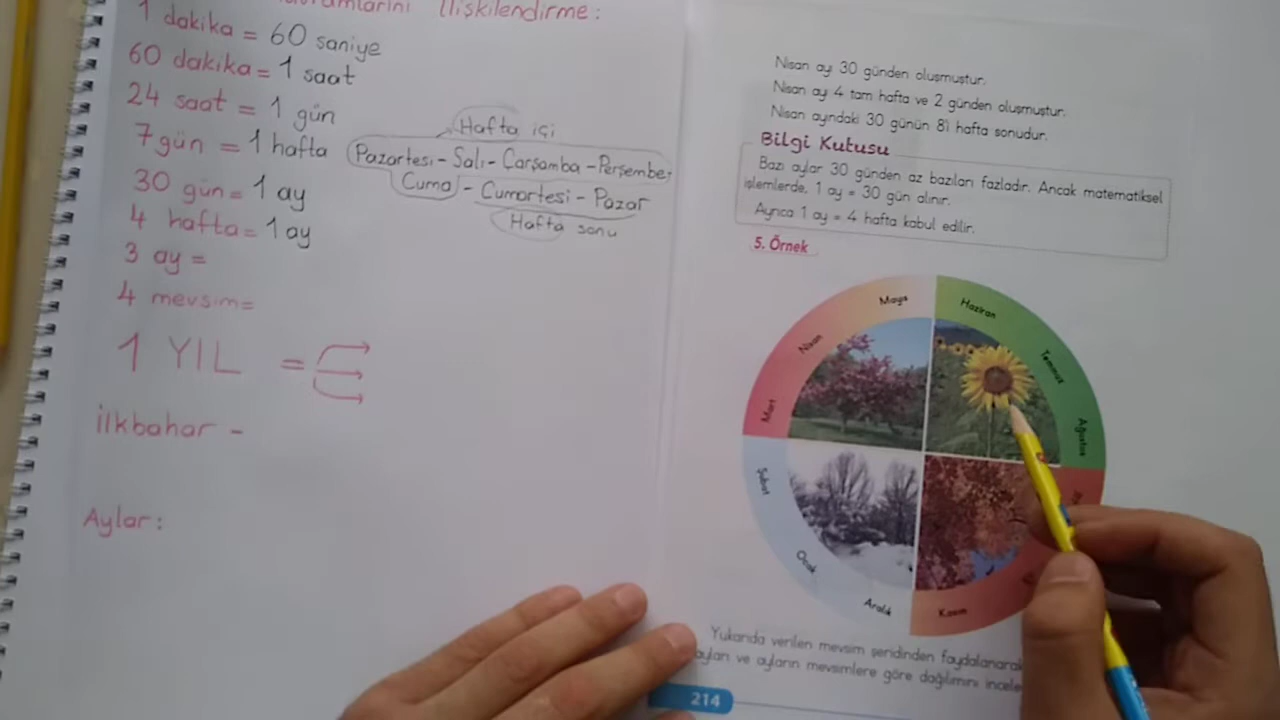 İlişkilendirme:
1 dakika = 60 saniye
60 dakika = 1 saat
24 saat = 1 gün
7 gün = 1 hafta
30 gün = 1 ay
4 hafta = 1 ay
3 ay =
4 mevsim =
1 YIL =
İlkbahar -
Aylar:
Hafta içi
Pazartesi - Salı - Çarşamba - Perşembe -
Cuma - Cumartesi - Pazar
Hafta sonu
Nisan ayı 30 günden oluşmuştur.
Nisan ayı 4 tam hafta ve 2 günden oluşmuştur.
Nisan ayındaki 30 günün 8'i hafta sonudur.
Bilgi Kutusu
Bazı aylar 30 günden az bazıları fazladır. Ancak matematiksel
işlemlerde, 1 ay = 30 gün alınır.
Ayrıca 1 ay = 4 hafta kabul edilir.
5. Örnek
Mart
Nisan
Mayıs
Haziran
Temmuz
Ağustos
Kasım
Aralık
Ocak
Şubat
Yukarıda verilen mevsim şeridinden faydalanarak
ayları ve ayların mevsimlere göre dağılımını
214